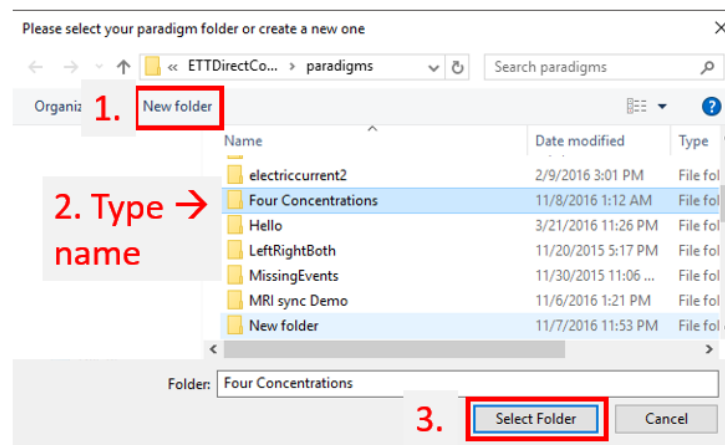 Please select your paradigm folder or create a new one
« ETTDirectCo... > paradigms
Search paradigms
Organiz
1.
New folder
Name
Date modified
Type
electriccurrent2 2/9/2016 3:01 PM File fol
Four Concentrations 11/8/2016 1:12 AM File fol
Hello 3/21/2016 11:26 PM File fol
LeftRightBoth 11/20/2015 5:17 PM File fol
MissingEvents 11/30/2015 11:06 ... File fol
MRI sync Demo 11/6/2016 1:21 PM File fol
New folder 11/7/2016 11:53 PM File fol
2. Type →
name
Folder: Four Concentrations
3.
Select Folder
Cancel